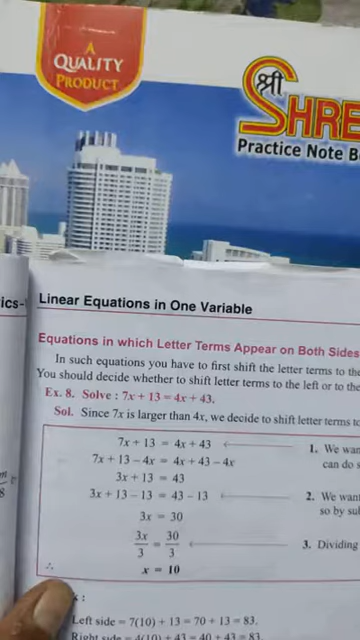 A
QUALITY
PRODUCT
श्री
SHRE
Practice Note B
ics-
Linear Equations in One Variable
Equations in which Letter Terms Appear on Both Sides
In such equations you have to first shift the letter terms to the
You should decide whether to shift letter terms to the left or to the
Ex. 8. Solve : 7x + 13 = 4x + 43.
Sol. Since 7x is larger than 4x, we decide to shift letter terms to
7x + 13 = 4x + 43
1. We wan
7x + 13 – 4x = 4x + 43 – 4x
can do s
3x + 13 = 43
3x + 13 – 13 = 43 – 13
2. We want
3x = 30
so by su
3x/3 = 30/3
3. Dividing
∴ x = 10
:
Left side = 7(10) + 13 = 70 + 13 = 83.
Right side = 4(10) + 43 = 40 + 43 = 83